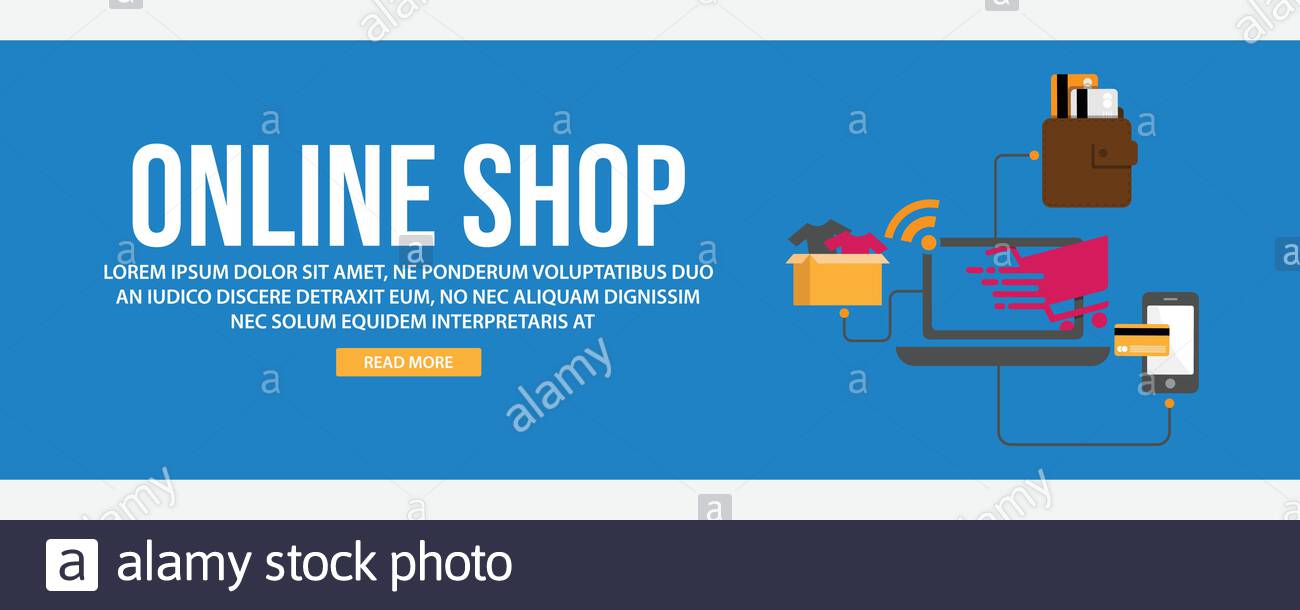 ONLINE SHOP
LOREM IPSUM DOLOR SIT AMET, NE PONDERUM VOLUPTATIBUS DUO
AN IUDICO DISCERE DETRAXIT EUM, NO NEC ALIQUAM DIGNISSIM
NEC SOLUM EQUIDEM INTERPRETARIS AT
READ MORE
alamy
a alamy stock photo